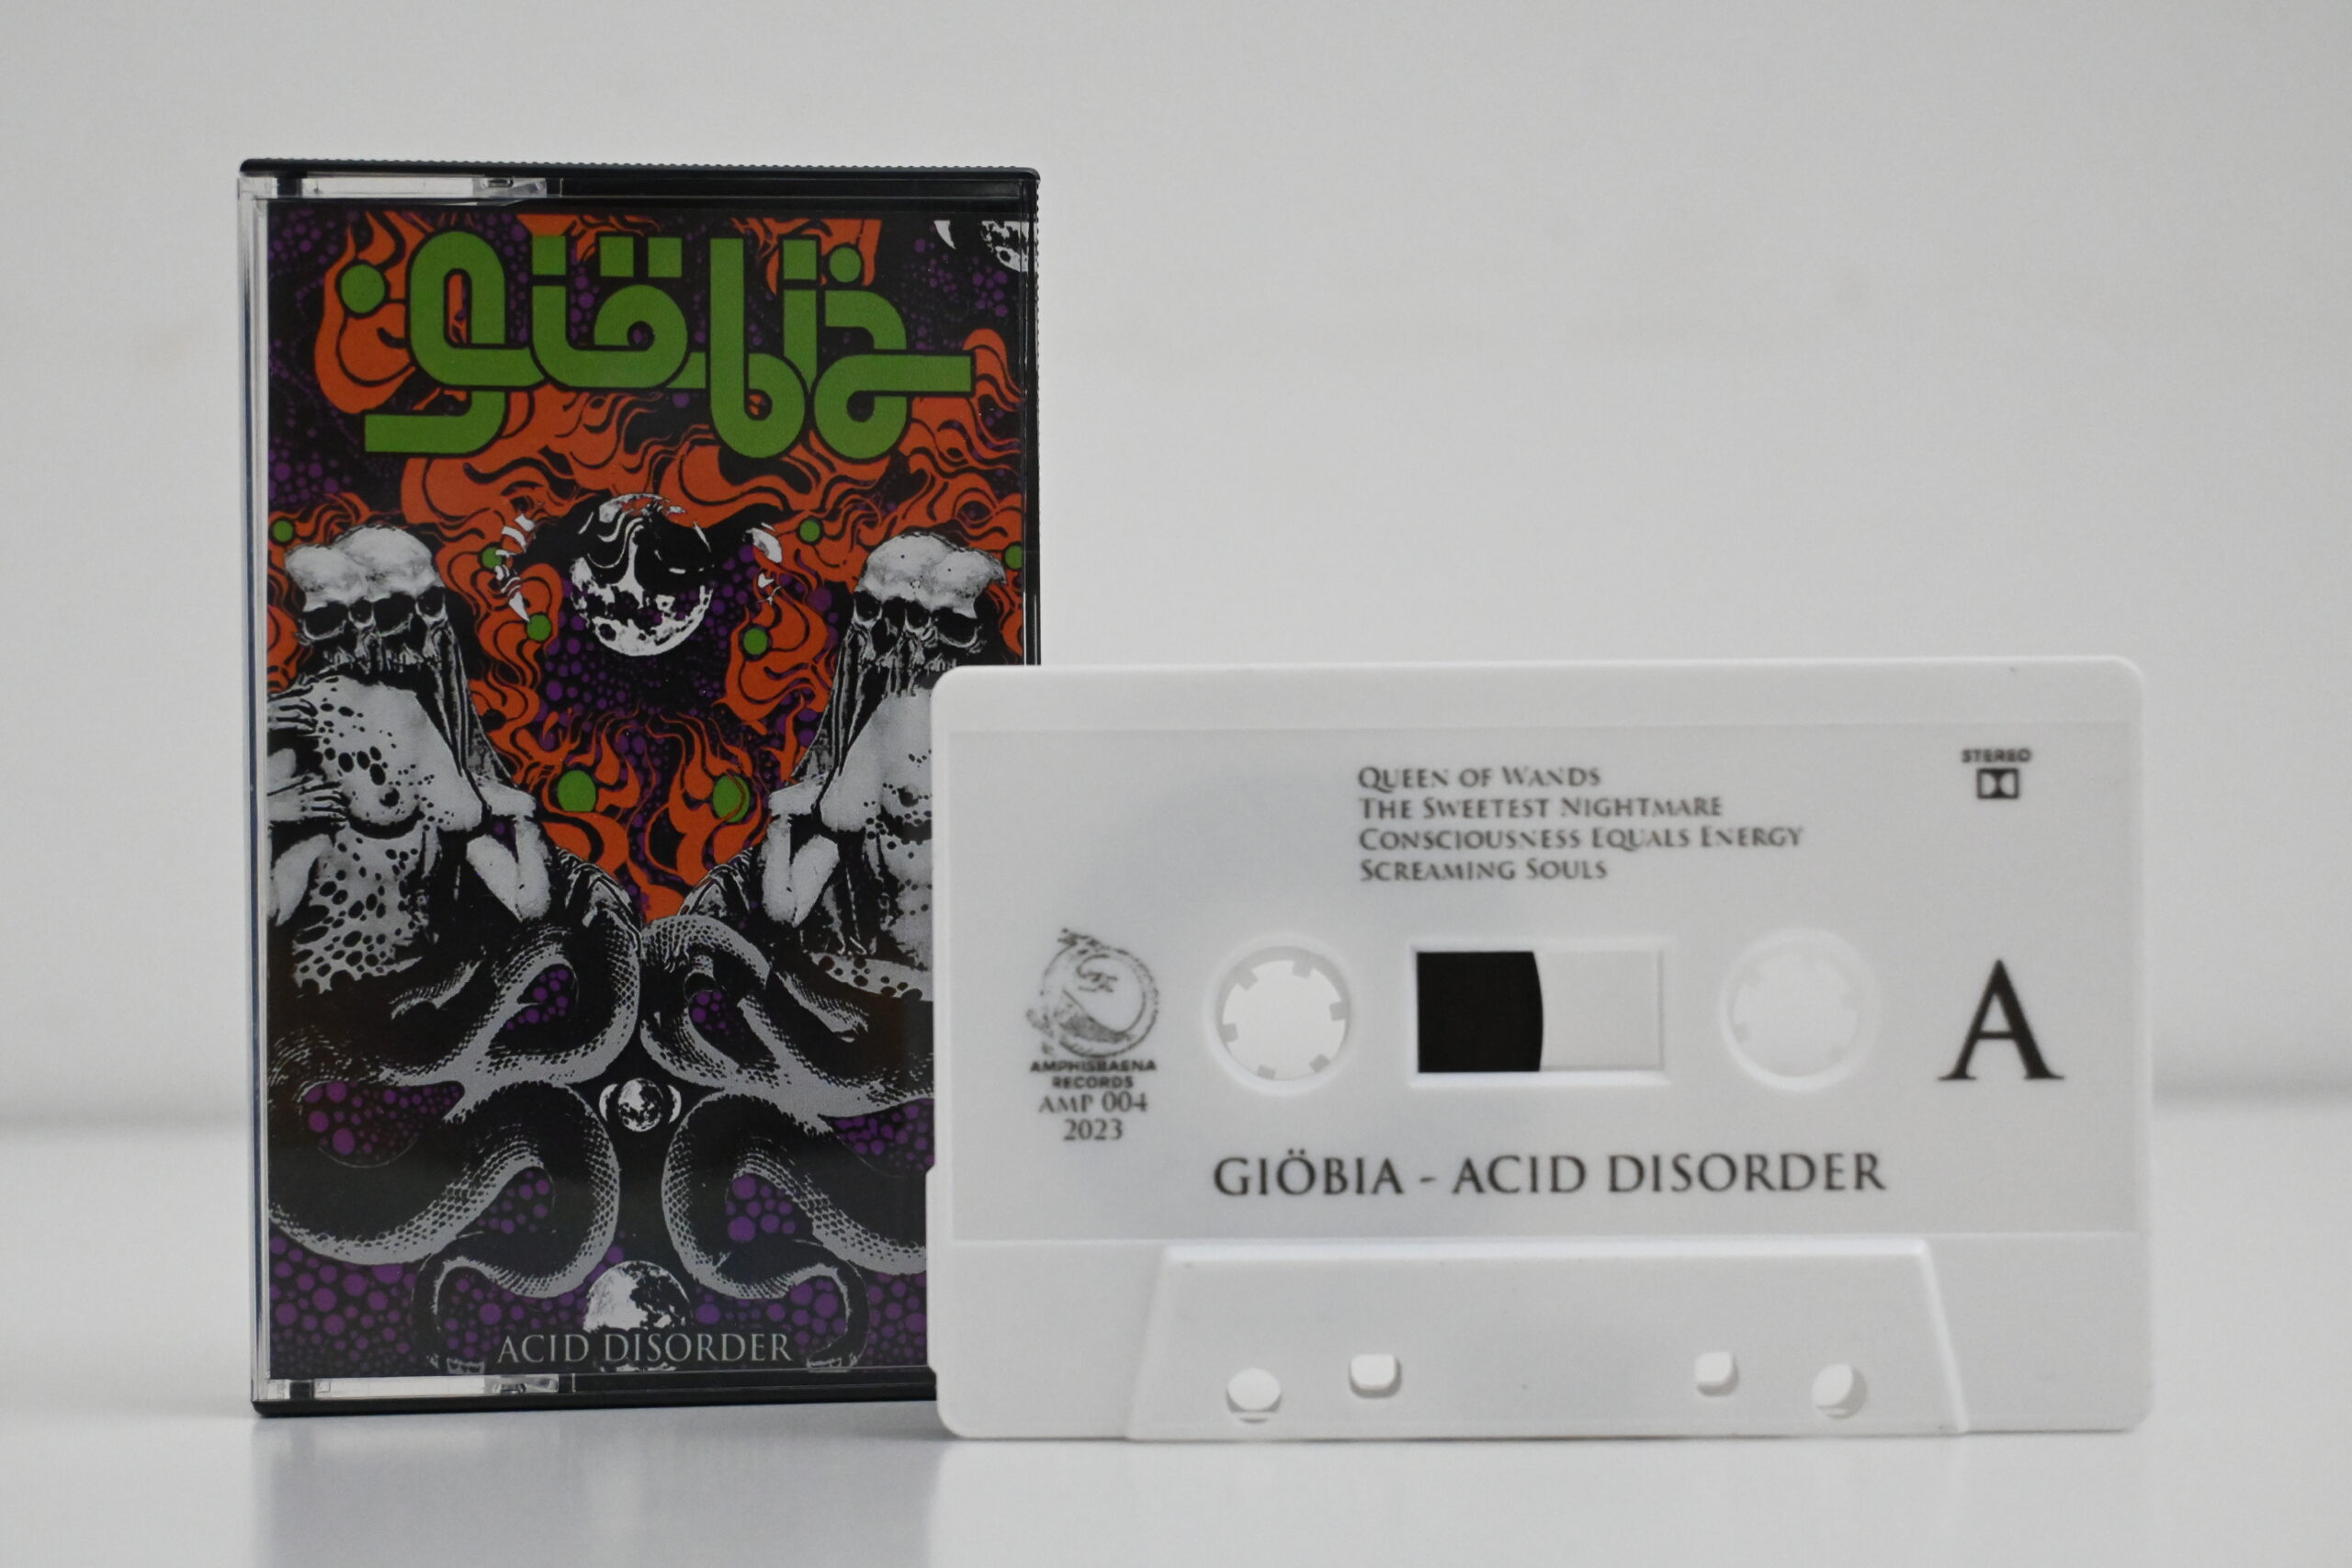 giöbia
ACID DISORDER
QUEEN OF WANDS
THE SWEETEST NIGHTMARE
CONSCIOUSNESS EQUALS ENERGY
SCREAMING SOULS
STEREO
AMPHISBAENA
RECORDS
AMP 004
2023
A
GIÖBIA - ACID DISORDER